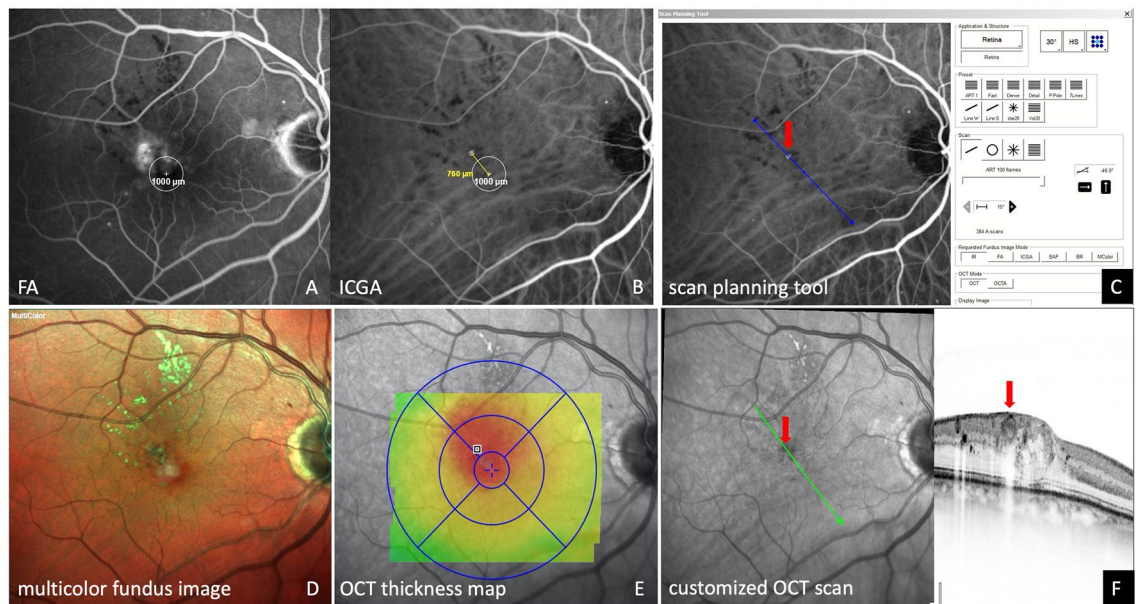 1000 µm
FA
A
760 µm
1000 µm
ICGA
B
scan planning tool
Scan Planning Tool
Application & Structure
Retina
30°
HS
Retina
Preset
ART 1
Fast
Dense
Detail
P.Pole
7Lines
Line W
Line S
star20
Vol20
Scan
ART 100 frames
15°
384 A-scans
Requested Fundus Image Mode
IR
FA
ICGA
BAF
BR
MColor
OCT Mode
OCT
OCTA
Display Image
C
MultiColor
multicolor fundus image
D
OCT thickness map
E
customized OCT scan
F